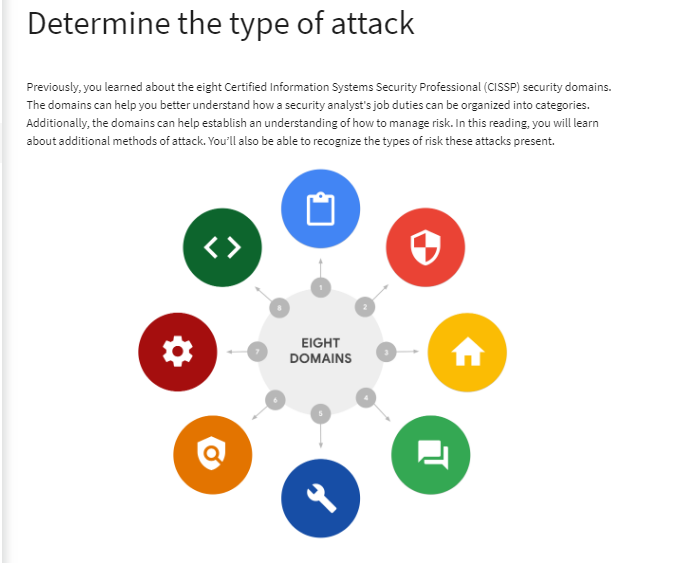 Determine the type of attack
Previously, you learned about the eight Certified Information Systems Security Professional (CISSP) security domains.
The domains can help you better understand how a security analyst's job duties can be organized into categories.
Additionally, the domains can help establish an understanding of how to manage risk. In this reading, you will learn
about additional methods of attack. You'll also be able to recognize the types of risk these attacks present.
1
8
2
EIGHT
DOMAINS
7
3
6
4
5